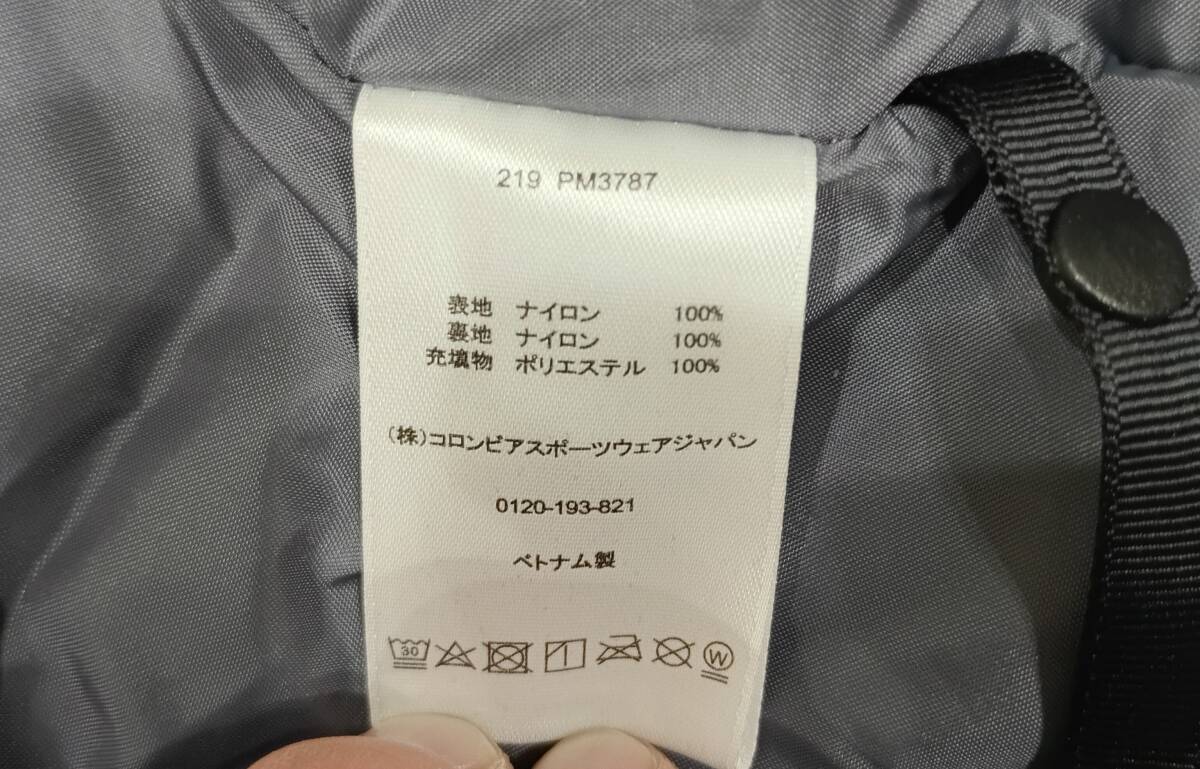 219 PM3787
表地 ナイロン 100%
裏地 ナイロン 100%
充填物 ポリエステル 100%
(株)コロンビアスポーツウェアジャパン
0120-193-821
ベトナム製
30
W